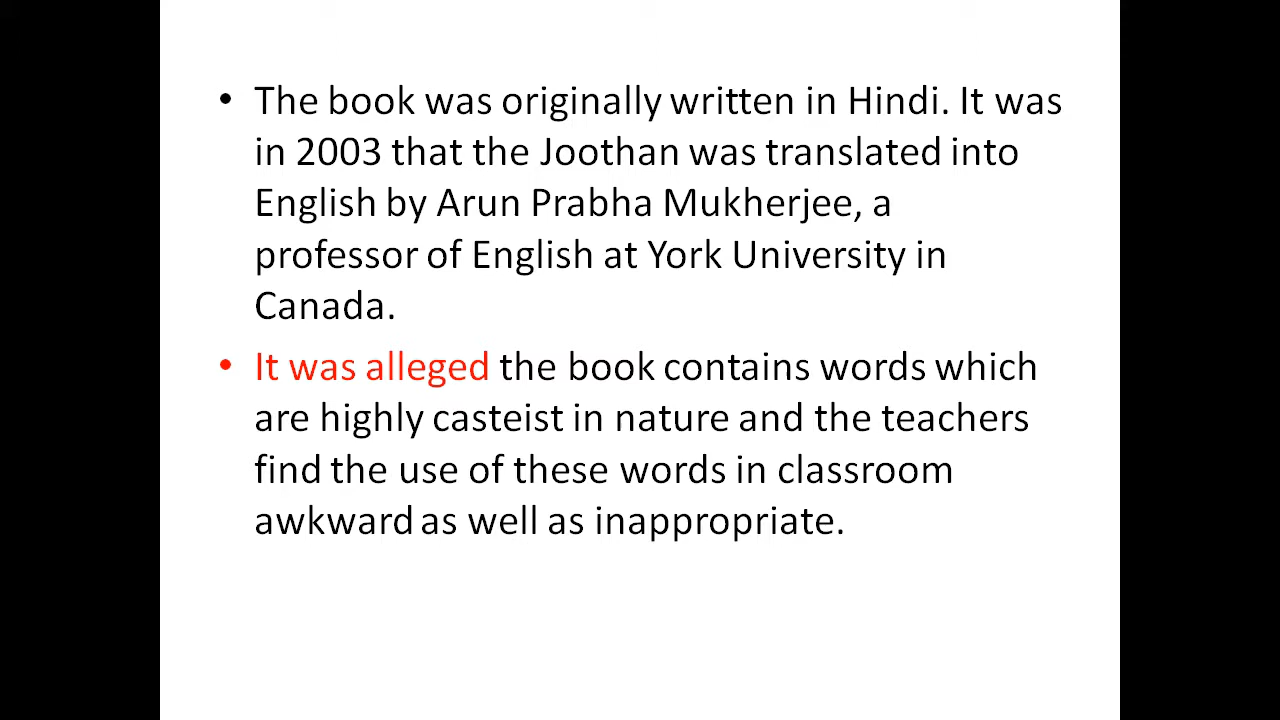 • The book was originally written in Hindi. It was
in 2003 that the Joothan was translated into
English by Arun Prabha Mukherjee, a
professor of English at York University in
Canada.
• It was alleged the book contains words which
are highly casteist in nature and the teachers
find the use of these words in classroom
awkward as well as inappropriate.